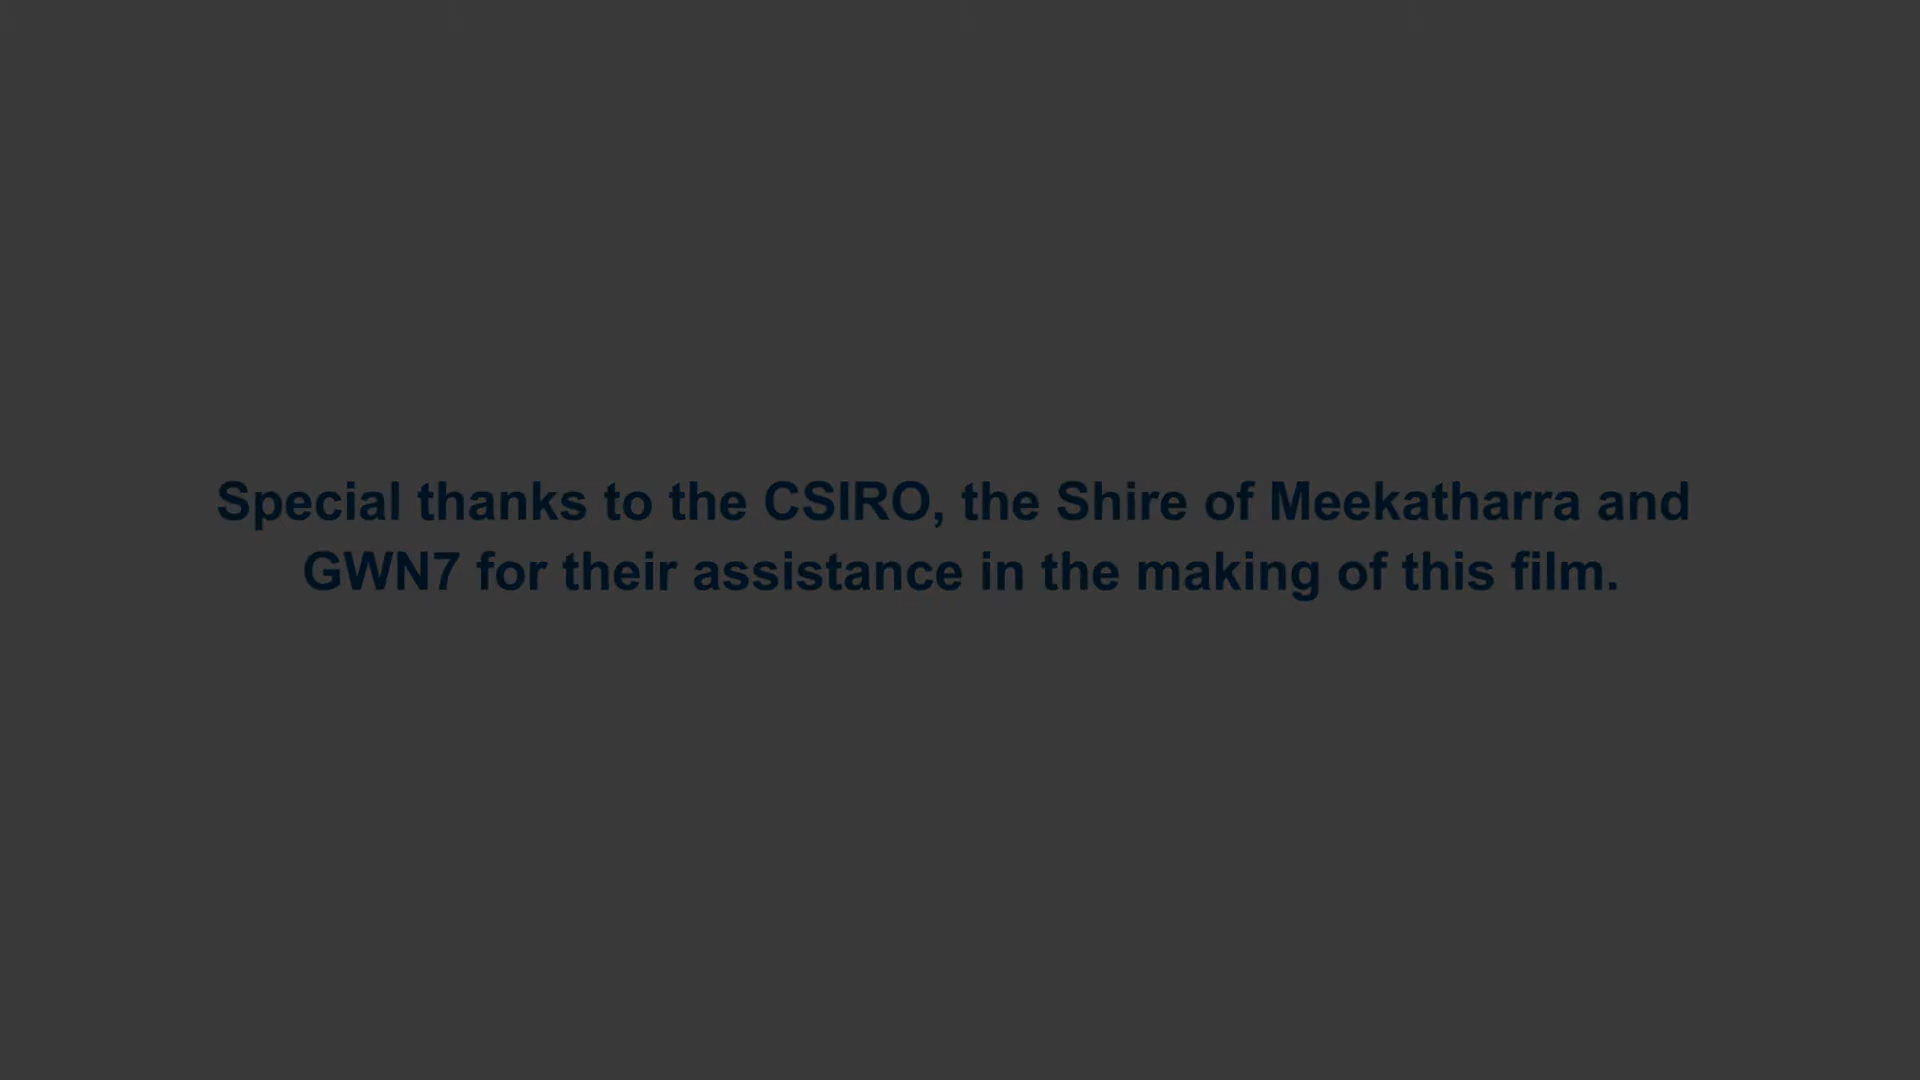 Special thanks to the CSIRO, the Shire of Meekatharra and
GWN7 for their assistance in the making of this film.